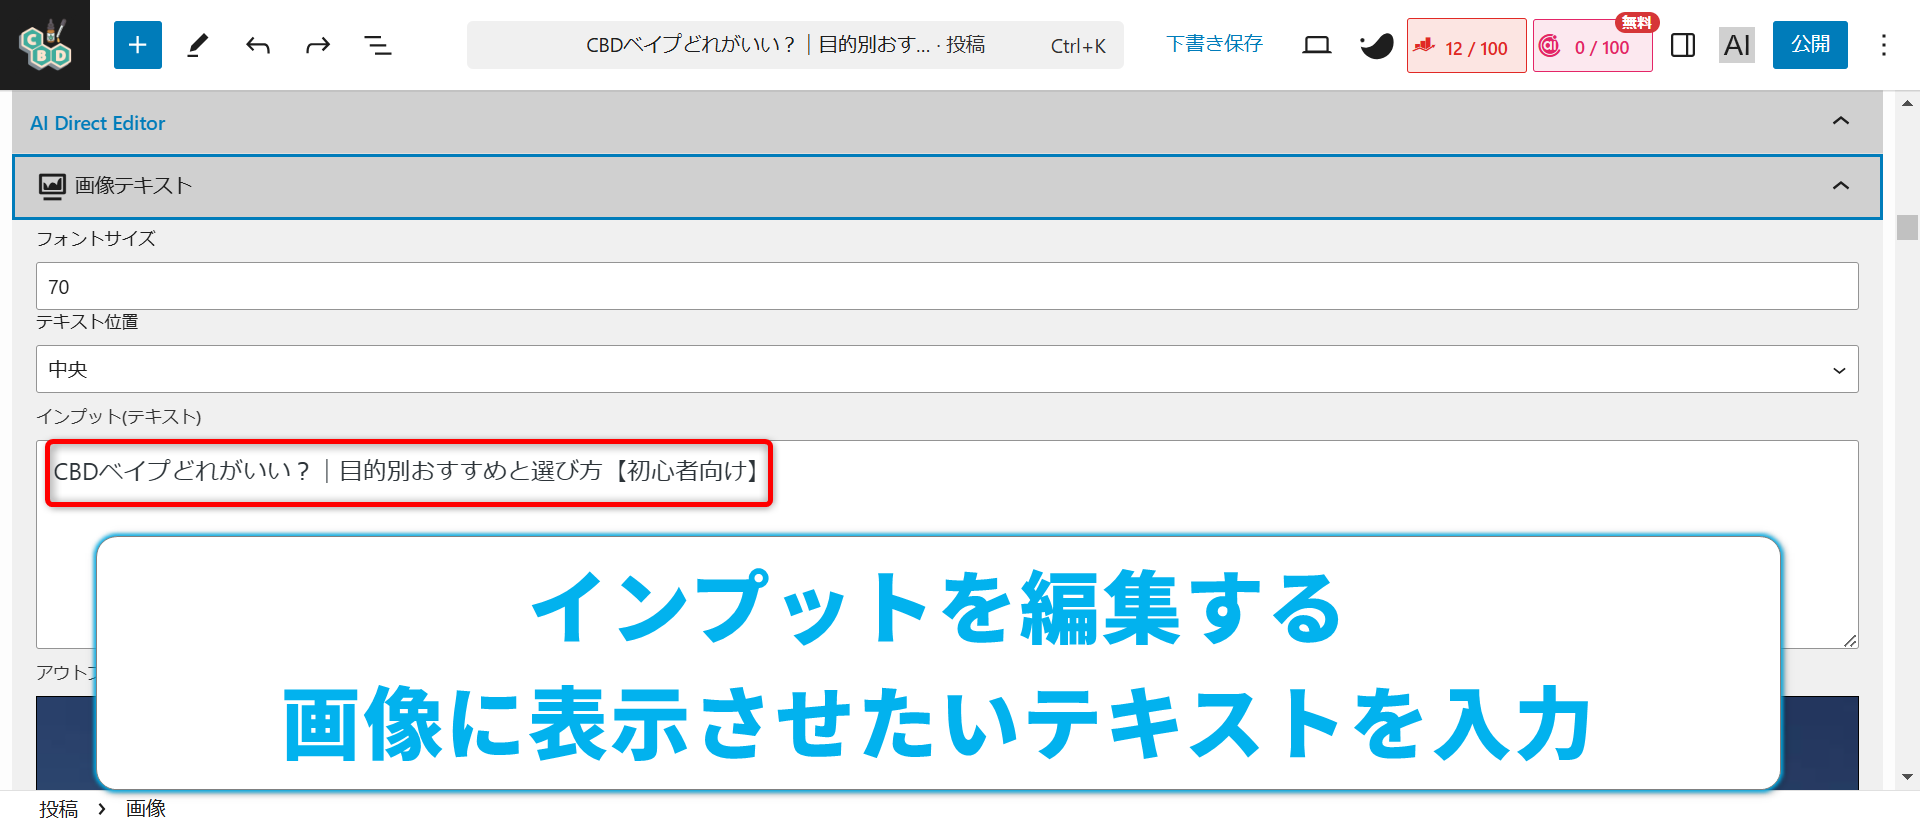 CBD
CBDベイプどれがいい？｜目的別おす... · 投稿 Ctrl+K
下書き保存
12 / 100
無料
0 / 100
AI
公開
AI Direct Editor
画像テキスト
フォントサイズ
70
テキスト位置
中央
インプット(テキスト)
CBDベイプどれがいい？｜目的別おすすめと選び方【初心者向け】
インプットを編集する
画像に表示させたいテキストを入力
アウトプ
投稿 > 画像